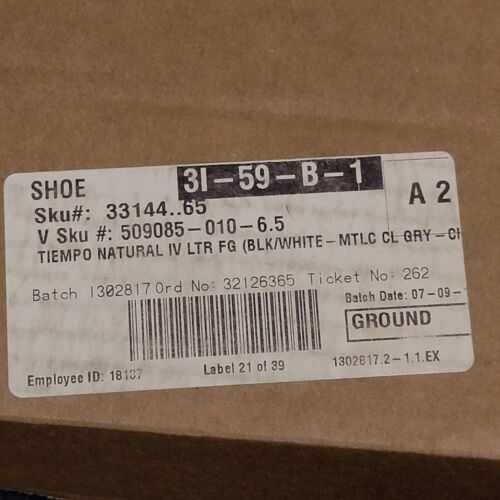 SHOE 3I-59-B-1 A 2
Sku#: 33144..65
V Sku #: 509085-010-6.5
TIEMPO NATURAL IV LTR FG (BLK/WHITE-MTLC CL GRY-CH
Batch 1302817 Ord No: 32126365 Ticket No: 262
Batch Date: 07-09-
GROUND
Employee ID: 18137 Label 21 of 39 1302817.2-1.1.EX